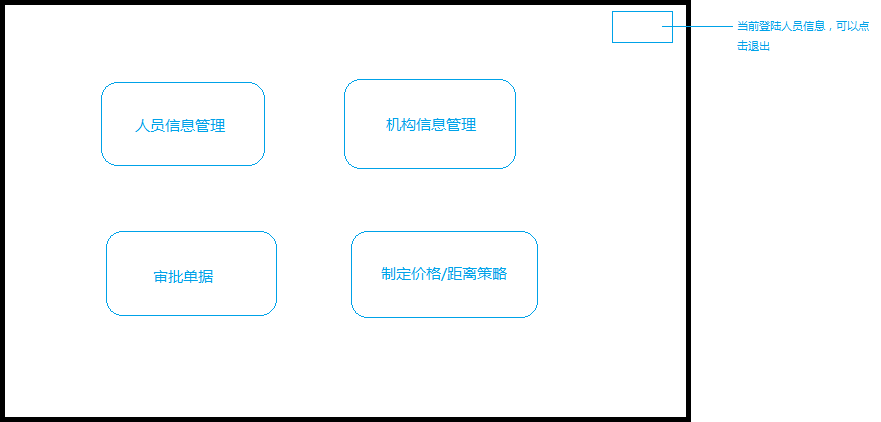 当前登陆人员信息，可以点
击退出
人员信息管理
机构信息管理
审批单据
制定价格/距离策略